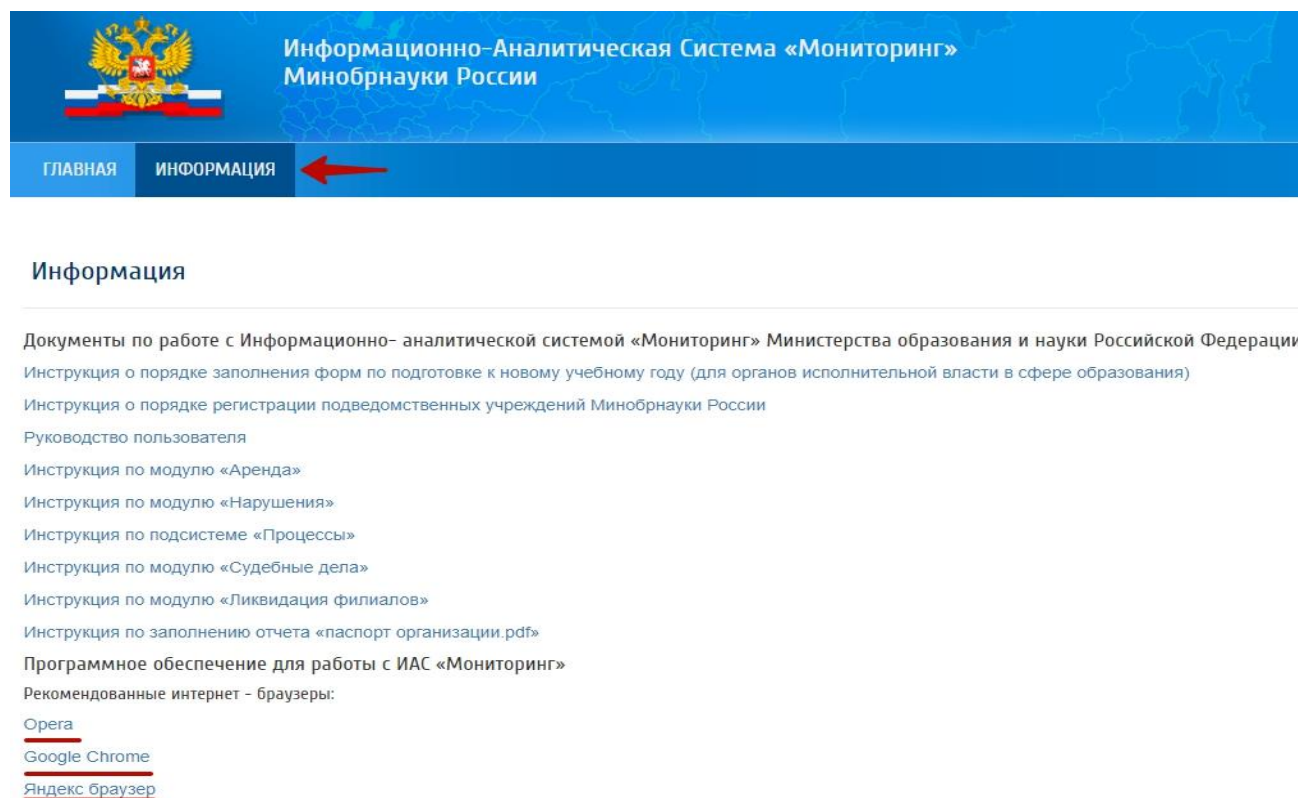 Информационно-Аналитическая Система «Мониторинг»
Минобрнауки России
ГЛАВНАЯ ИНФОРМАЦИЯ
Информация
Документы по работе с Информационно- аналитической системой «Мониторинг» Министерства образования и науки Российской Федерации
Инструкция о порядке заполнения форм по подготовке к новому учебному году (для органов исполнительной власти в сфере образования)
Инструкция о порядке регистрации подведомственных учреждений Минобрнауки России
Руководство пользователя
Инструкция по модулю «Аренда»
Инструкция по модулю «Нарушения»
Инструкция по подсистеме «Процессы»
Инструкция по модулю «Судебные дела»
Инструкция по модулю «Ликвидация филиалов»
Инструкция по заполнению отчета «паспорт организации.pdf»
Программное обеспечение для работы с ИАС «Мониторинг»
Рекомендованные интернет - браузеры:
Opera
Google Chrome
Яндекс браузер